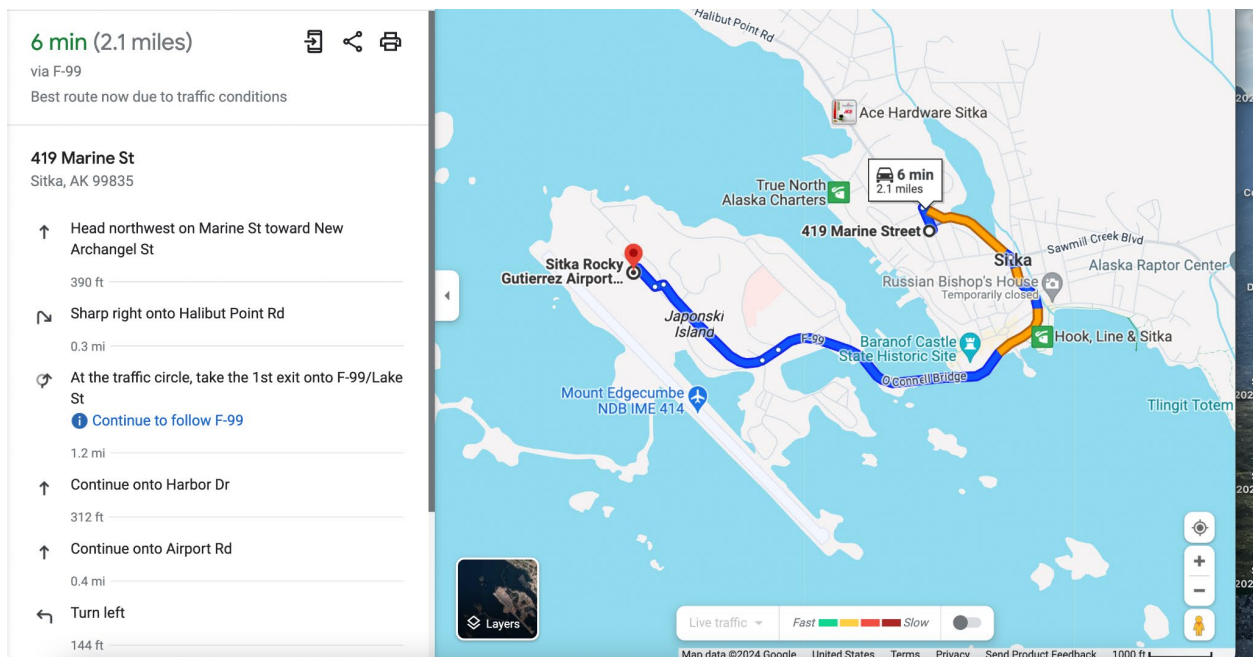 6 min (2.1 miles)
via F-99
Best route now due to traffic conditions
419 Marine St
Sitka, AK 99835
Head northwest on Marine St toward New
Archangel St
390 ft
Sharp right onto Halibut Point Rd
0.3 mi
At the traffic circle, take the 1st exit onto F-99/Lake
St
Continue to follow F-99
1.2 mi
Continue onto Harbor Dr
312 ft
Continue onto Airport Rd
0.4 mi
Turn left
144 ft
Halibut Point Rd
Ace Hardware Sitka
6 min
2.1 miles
True North
Alaska Charters
419 Marine Street
Sawmill Creek Blvd
Sitka
Alaska Raptor Center
Sitka Rocky
Gutierrez Airport...
Russian Bishop's House
Temporarily closed
Japonski
Island
F-99
Baranof Castle
State Historic Site
Hook, Line & Sitka
O'Connell Bridge
Mount Edgecumbe
NDB IME 414
Tlingit Totem
Layers
Live traffic
Fast
Slow
Map data ©2024 Google
United States
Terms
Privacy
Send Product Feedback
1000 ft